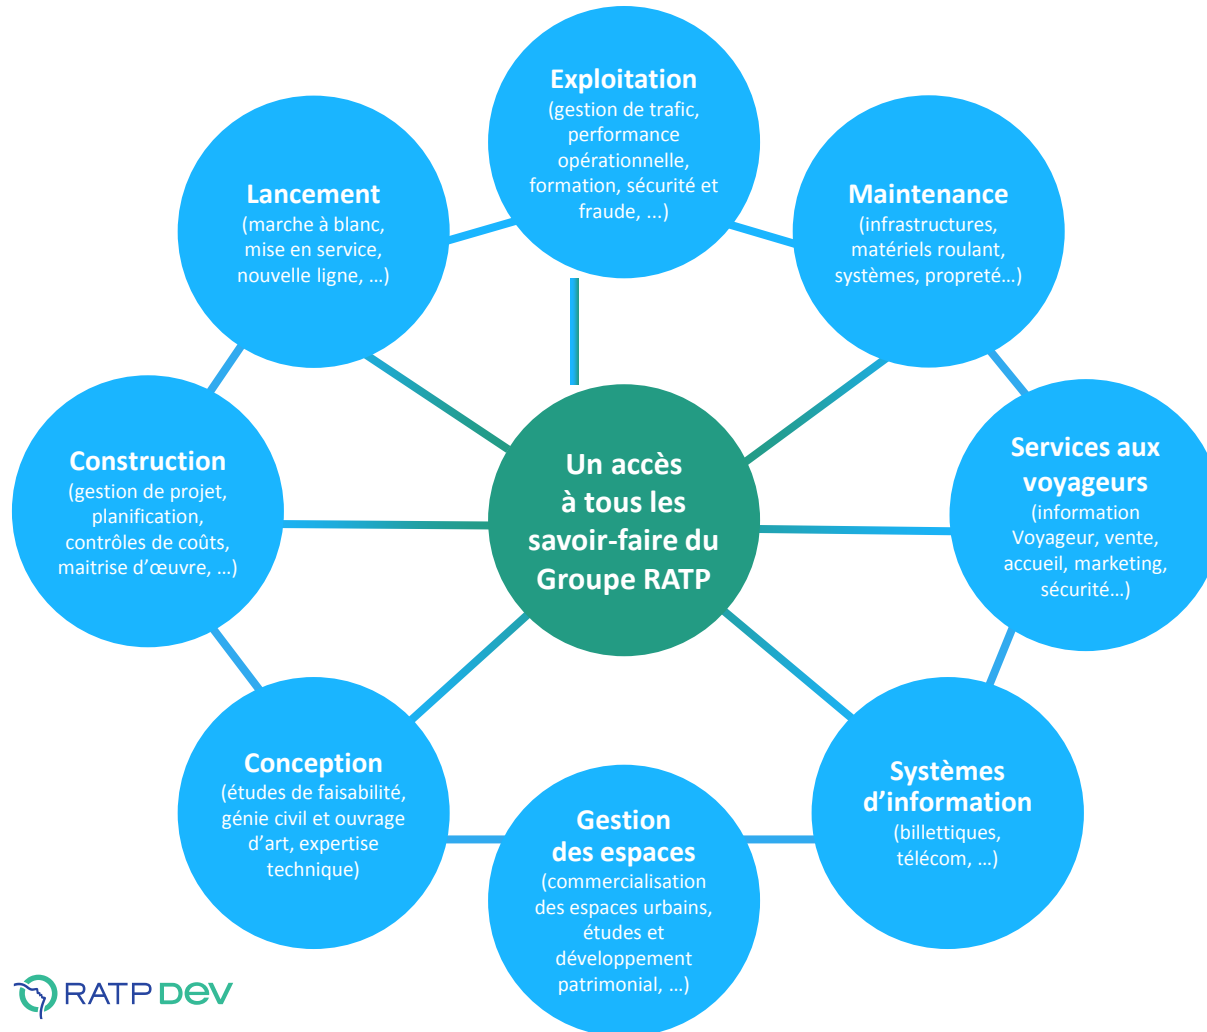 Exploitation
(gestion de trafic,
performance
opérationnelle,
formation, sécurité et
fraude, ...)
Lancement
(marche à blanc,
mise en service,
nouvelle ligne, ...)
Maintenance
(infrastructures,
matériels roulant,
systèmes, propreté...)
Construction
(gestion de projet,
planification,
contrôles de coûts,
maitrise d'œuvre, ...)
Un accès
à tous les
savoir-faire du
Groupe RATP
Services aux
voyageurs
(information
Voyageur, vente,
accueil, marketing,
sécurité...)
Conception
(études de faisabilité,
génie civil et ouvrage
d'art, expertise
technique)
Gestion
des espaces
(commercialisation
des espaces urbains,
études et
développement
patrimonial, ...)
Systèmes
d'information
(billettiques,
télécom, ...)
RATP DEV